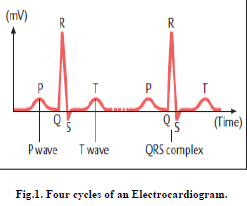 (mV)
R R
P T P T
Q S Q S (Time)
P wave T wave QRS complex
Fig.1. Four cycles of an Electrocardiogram.